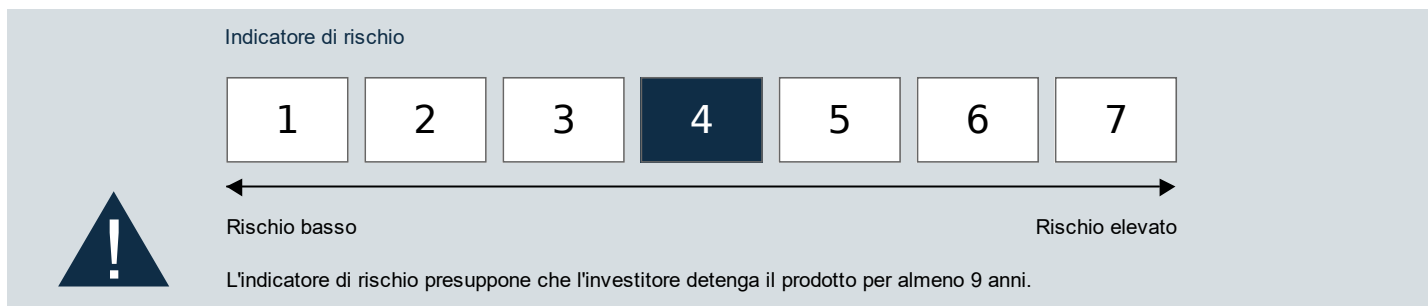 Indicatore di rischio
1 2 3 4 5 6 7
Rischio basso Rischio elevato
!
L'indicatore di rischio presuppone che l'investitore detenga il prodotto per almeno 9 anni.